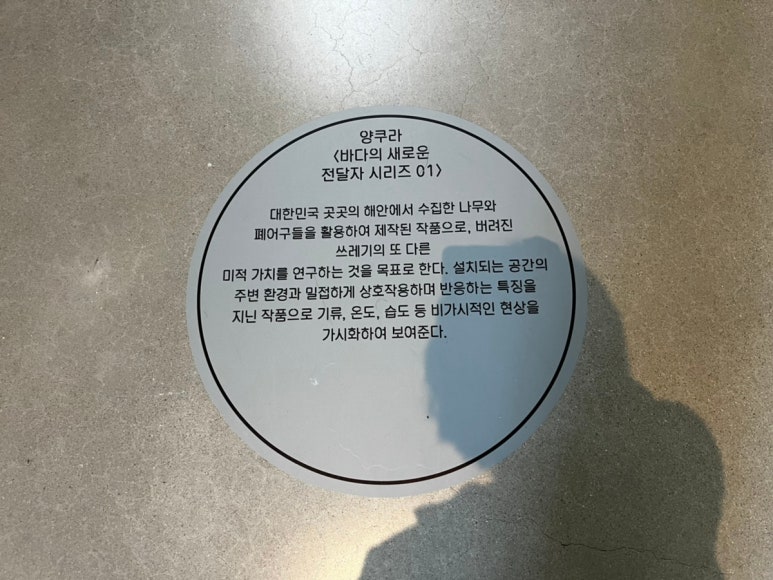 양쿠라
<바다의 새로운
전달자 시리즈 01>
대한민국 곳곳의 해안에서 수집한 나무와
폐어구들을 활용하여 제작된 작품으로, 버려진
쓰레기의 또 다른
미적 가치를 연구하는 것을 목표로 한다. 설치되는 공간의
주변 환경과 밀접하게 상호작용하며 반응하는 특징을
지닌 작품으로 기류, 온도, 습도 등 비가시적인 현상을
가시화하여 보여준다.